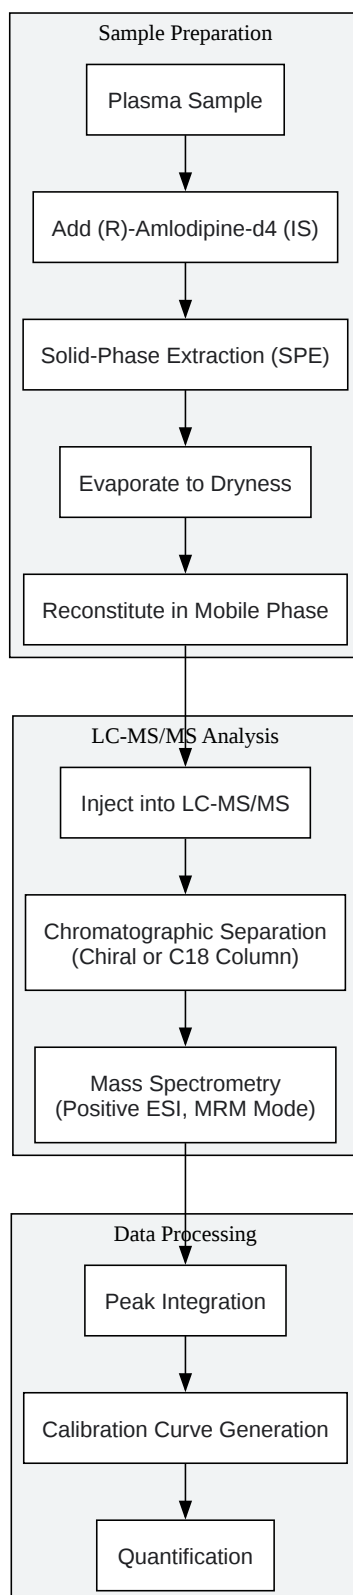 Sample Preparation
Plasma Sample
Add (R)-Amlodipine-d4 (IS)
Solid-Phase Extraction (SPE)
Evaporate to Dryness
Reconstitute in Mobile Phase
LC-MS/MS Analysis
Inject into LC-MS/MS
Chromatographic Separation
(Chiral or C18 Column)
Mass Spectrometry
(Positive ESI, MRM Mode)
Data Processing
Peak Integration
Calibration Curve Generation
Quantification